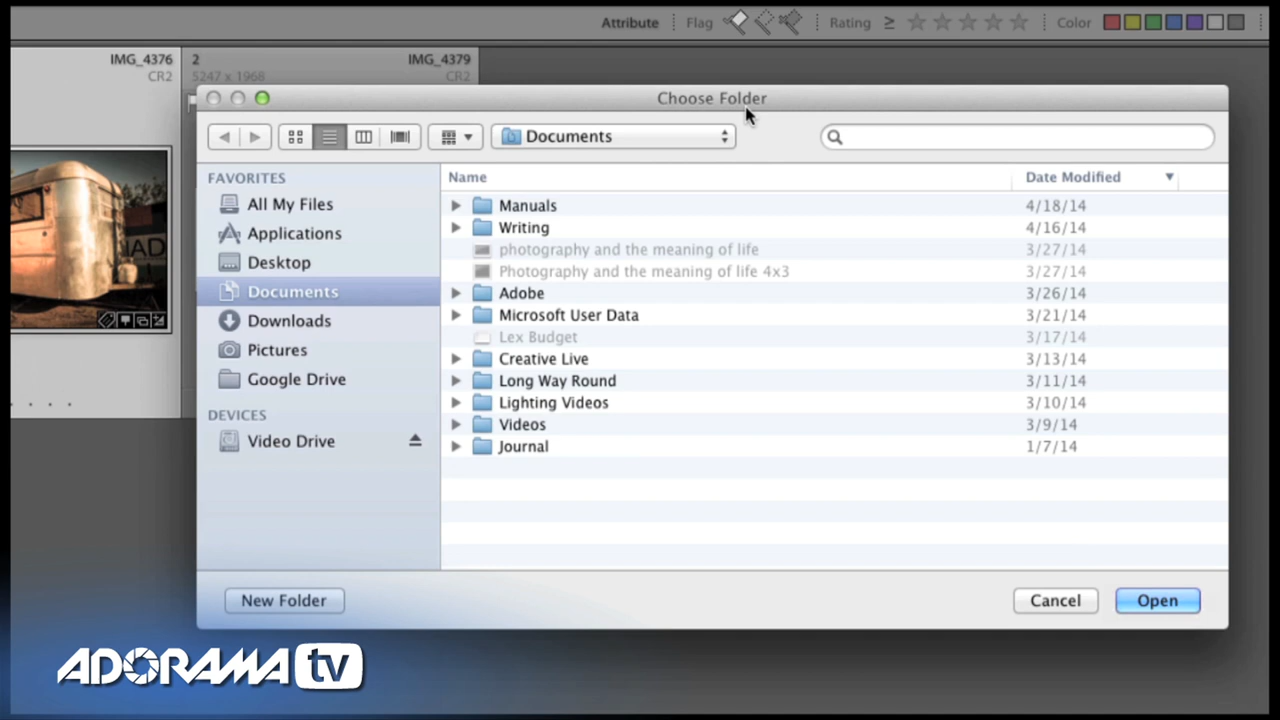 Attribute Flag Rating ≥ Color
IMG_4376 2 IMG_4379
CR2 5247 x 1968 CR2
Choose Folder
Documents
FAVORITES Name Date Modified
All My Files Manuals 4/18/14
Applications Writing 4/16/14
photography and the meaning of life 3/27/14
Desktop Photography and the meaning of life 4x3 3/27/14
Documents Adobe 3/26/14
Downloads Microsoft User Data 3/21/14
Lex Budget 3/17/14
Pictures Creative Live 3/13/14
Google Drive Long Way Round 3/11/14
Lighting Videos 3/10/14
DEVICES Videos 3/9/14
Video Drive Journal 1/7/14
New Folder Cancel Open
ADORAMA tv